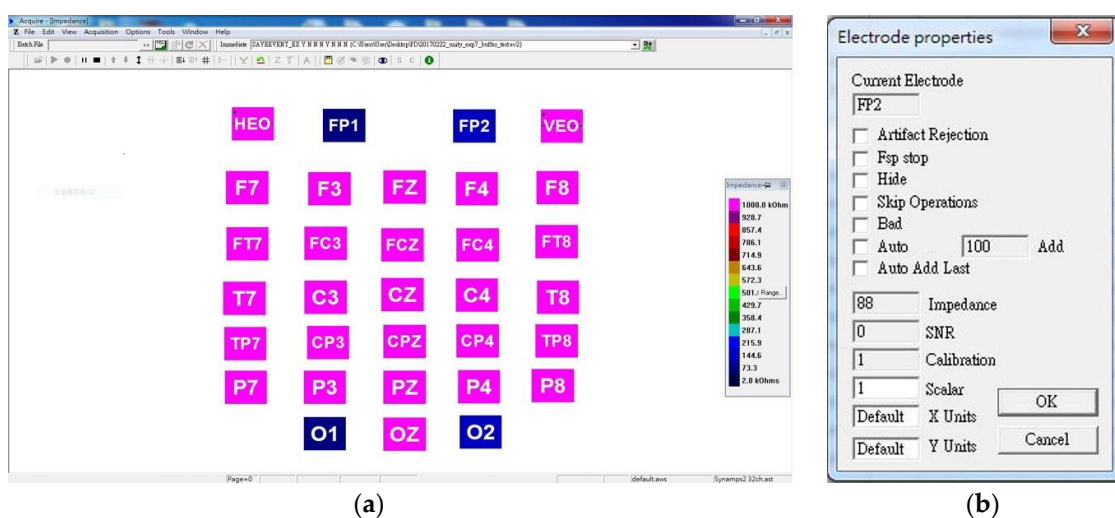 Acquire - [Impedance]
File Edit View Acquisition Options Tools Window Help
Batch File
>>
Immediate
HEO FP1 FP2 VEO
F7 F3 FZ F4 F8
FT7 FC3 FCZ FC4 FT8
T7 C3 CZ C4 T8
TP7 CP3 CPZ CP4 TP8
P7 P3 PZ P4 P8
O1 OZ O2
Impedance
1000.0 kOhm
928.7
857.4
786.1
714.9
643.6
572.3
501. Range...
429.7
358.4
287.1
215.9
144.6
73.3
2.0 kOhms
Page=0 default.aws Synamps2 32ch.ast
(a)
Electrode properties
Current Electrode
FP2
Artifact Rejection
Fsp stop
Hide
Skip Operations
Bad
Auto 100 Add
Auto Add Last
88 Impedance
0 SNR
1 Calibration
1 Scalar
OK
Default X Units
Default Y Units
Cancel
(b)